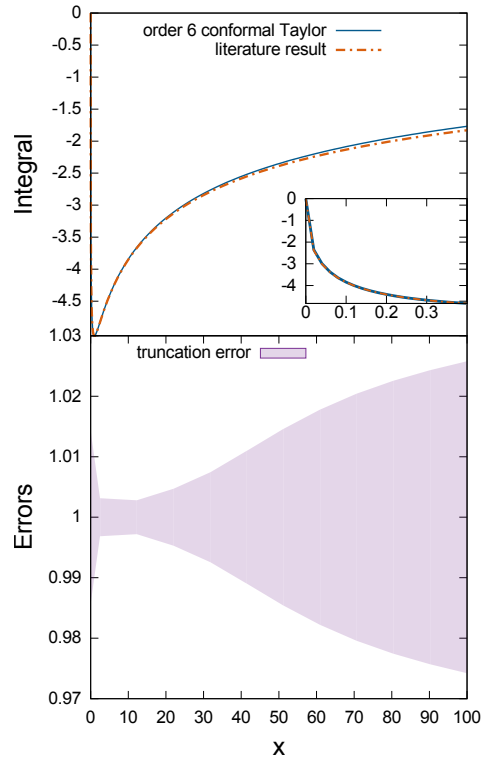 order 6 conformal Taylor
literature result
Integral
0
-0.5
-1
-1.5
-2
-2.5
-3
-3.5
-4
-4.5
0
-1
-2
-3
-4
0 0.1 0.2 0.3
truncation error
Errors
1.03
1.02
1.01
1
0.99
0.98
0.97
0 10 20 30 40 50 60 70 80 90 100
x